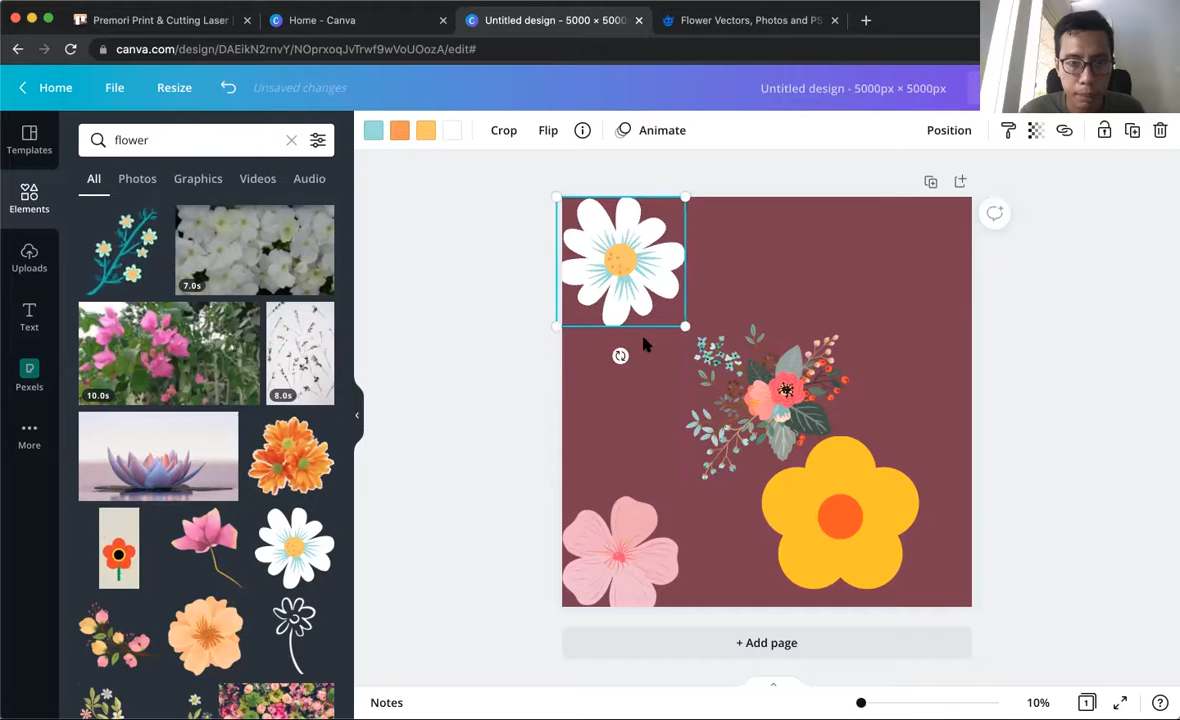 Premori Print & Cutting Laser
Home - Canva
Untitled design - 5000 × 5000
Flower Vectors, Photos and PS
canva.com/design/DAEikN2rnvY/NOprxoqJvTrwf9wVoUOozA/edit#
Home
File
Resize
Unsaved changes
Untitled design - 5000px × 5000px
Templates
Elements
Uploads
Text
Pexels
More
flower
All
Photos
Graphics
Videos
Audio
7.0s
10.0s
8.0s
Crop
Flip
Animate
Position
+ Add page
Notes
10%
1